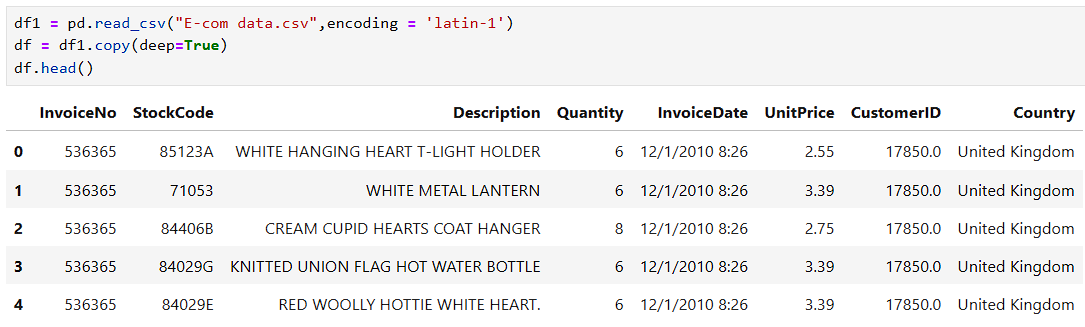 df1 = pd.read_csv("E-com data.csv",encoding = 'latin-1')
df = df1.copy(deep=True)
df.head()
InvoiceNo StockCode Description Quantity InvoiceDate UnitPrice CustomerID Country
0 536365 85123A WHITE HANGING HEART T-LIGHT HOLDER 6 12/1/2010 8:26 2.55 17850.0 United Kingdom
1 536365 71053 WHITE METAL LANTERN 6 12/1/2010 8:26 3.39 17850.0 United Kingdom
2 536365 84406B CREAM CUPID HEARTS COAT HANGER 8 12/1/2010 8:26 2.75 17850.0 United Kingdom
3 536365 84029G KNITTED UNION FLAG HOT WATER BOTTLE 6 12/1/2010 8:26 3.39 17850.0 United Kingdom
4 536365 84029E RED WOOLLY HOTTIE WHITE HEART. 6 12/1/2010 8:26 3.39 17850.0 United Kingdom